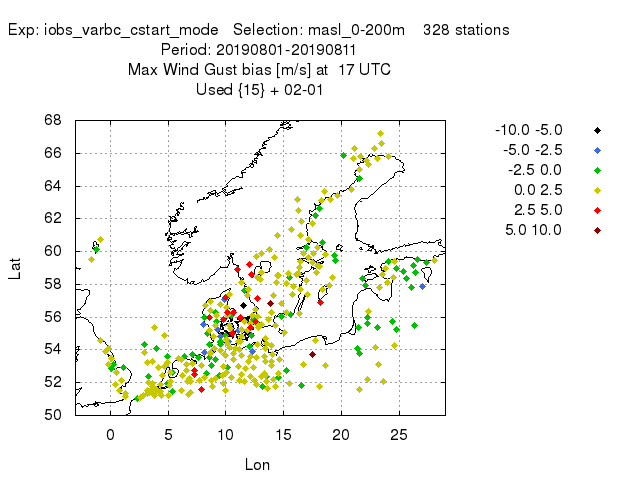 Exp: iobs_varbc_cstart_mode Selection: masl_0-200m 328 stations
Period: 20190801-20190811
Max Wind Gust bias [m/s] at 17 UTC
Used {15} + 02-01
68
66
64
62
60
58
56
54
52
50
Lat
0 5 10 15 20 25
Lon
-10.0 -5.0
-5.0 -2.5
-2.5 0.0
0.0 2.5
2.5 5.0
5.0 10.0